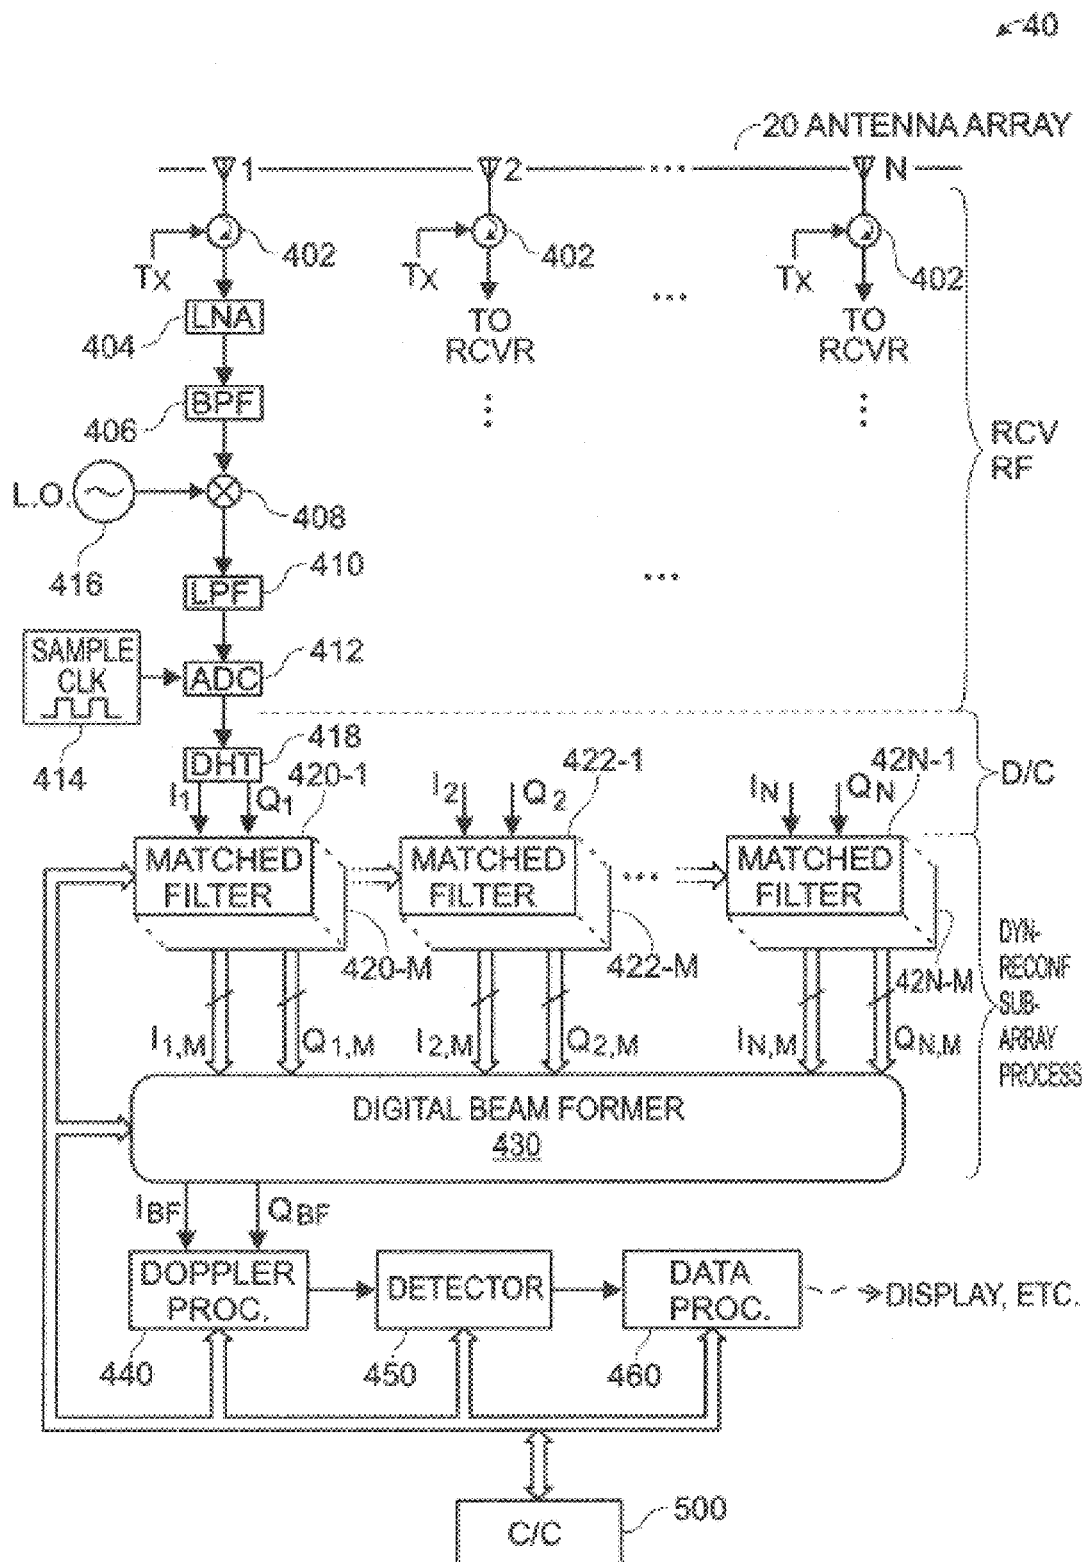 40
20 ANTENNA ARRAY
1 2 ... N
402 402 402
Tx Tx Tx
LNA
404
TO RCVR
TO RCVR
BPF
406
RCV RF
L.O.
408
416
410
LPF
SAMPLE CLK
412
ADC
414
418
DHT
D/C
420-1 422-1 42N-1
I1 Q1 I2 Q2 IN QN
MATCHED FILTER
MATCHED FILTER
...
MATCHED FILTER
420-M 422-M 42N-M
DYN-
RECONF
SUB-
ARRAY
PROCESS
I1,M Q1,M I2,M Q2,M IN,M QN,M
DIGITAL BEAM FORMER
430
IBF QBF
DOPPLER PROC.
DETECTOR
DATA PROC.
DISPLAY, ETC.
440 450 460
500
C/C